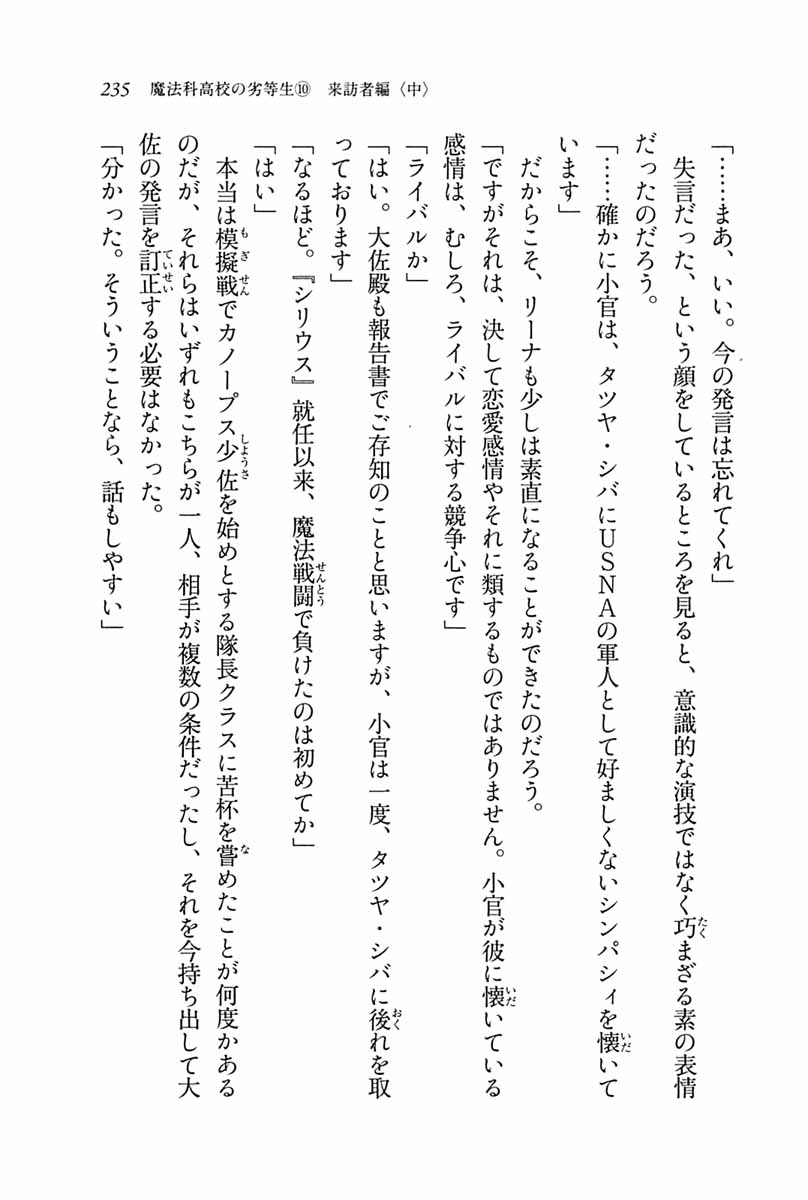 235 魔法科高校の劣等生⑩ 来訪者編〈中〉
「……まあ、いい。今の発言は忘れてくれ」
失言だった、という顔をしているところを見ると、意識的な演技ではなく巧まざる素の表情
だったのだろう。
「……確かに小官は、タツヤ・シバにUSNAの軍人として好ましくないシンパシィを懐いて
います」
だからこそ、リーナも少しは素直になることができたのだろう。
「ですがそれは、決して恋愛感情やそれに類するものではありません。小官が彼に懐いている
感情は、むしろ、ライバルに対する競争心です」
「ライバルか」
「はい。大佐殿も報告書でご存知のことと思いますが、小官は一度、タツヤ・シバに後れを取
っております」
「なるほど。『シリウス』就任以来、魔法戦闘で負けたのは初めてか」
「はい」
本当は模擬戦でカノープス少佐を始めとする隊長クラスに苦杯を嘗めたことが何度かある
のだが、それらはいずれもこちらが一人、相手が複数の条件だったし、それを今持ち出して大
佐の発言を訂正する必要はなかった。
「分かった。そういうことなら、話もしやすい」